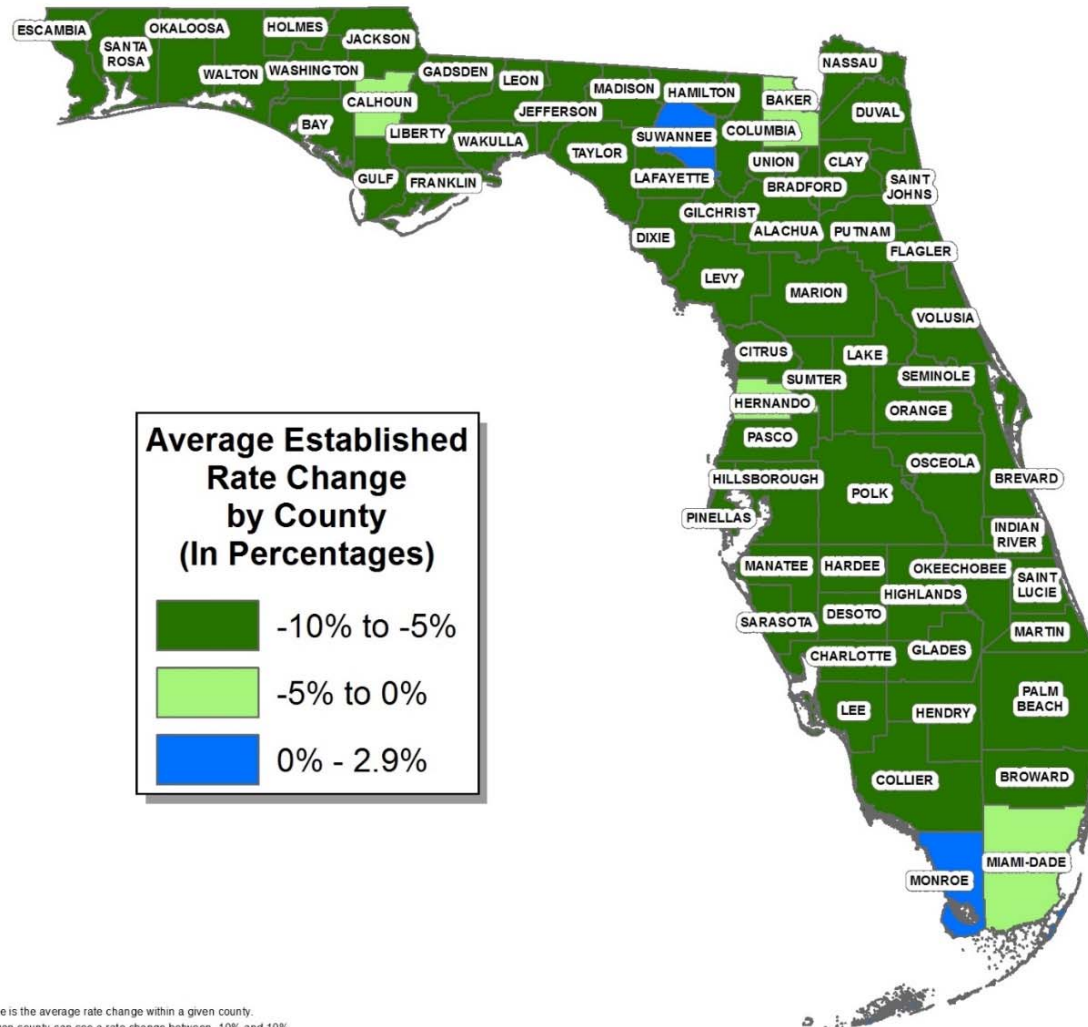 ESCAMBIA
SANTA
ROSA
OKALOOSA
WALTON
HOLMES
WASHINGTON
JACKSON
BAY
CALHOUN
GULF
GADSDEN
LIBERTY
FRANKLIN
LEON
WAKULLA
JEFFERSON
MADISON
TAYLOR
HAMILTON
SUWANNEE
LAFAYETTE
DIXIE
COLUMBIA
GILCHRIST
BAKER
UNION
BRADFORD
ALACHUA
NASSAU
DUVAL
CLAY
SAINT
JOHNS
PUTNAM
FLAGLER
LEVY
MARION
VOLUSIA
CITRUS
LAKE
SUMTER
SEMINOLE
HERNANDO
ORANGE
PASCO
OSCEOLA
HILLSBOROUGH
BREVARD
POLK
PINELLAS
INDIAN
RIVER
MANATEE
HARDEE
OKEECHOBEE
SAINT
LUCIE
HIGHLANDS
SARASOTA
DESOTO
MARTIN
CHARLOTTE
GLADES
PALM
BEACH
LEE
HENDRY
COLLIER
BROWARD
MIAMI-DADE
MONROE
Average Established
Rate Change
by County
(In Percentages)
-10% to -5%
-5% to 0%
0% - 2.9%
e is the average rate change within a given county.